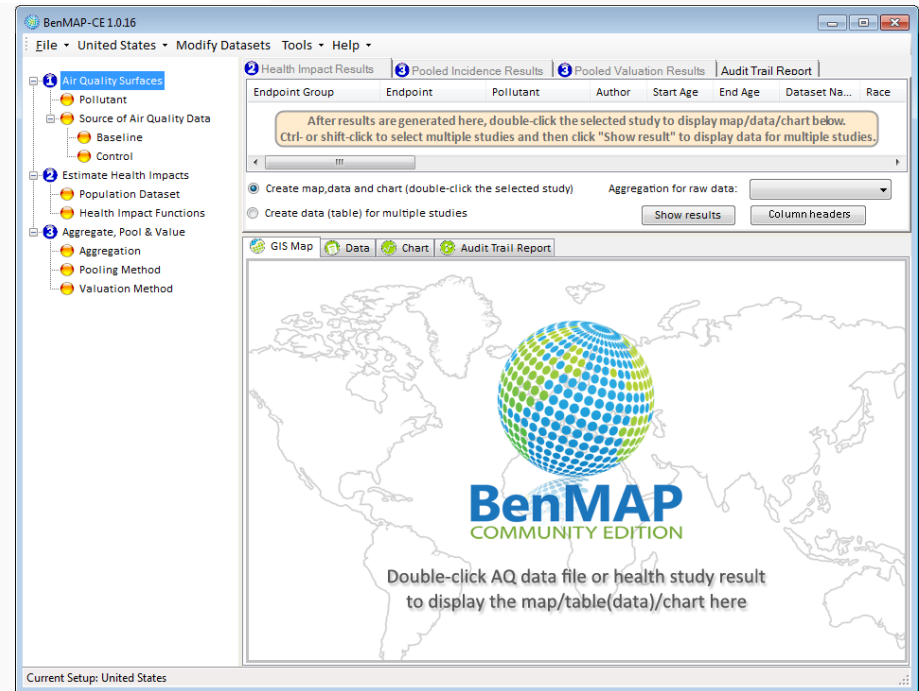 BenMAP-CE 1.0.16
File United States Modify Datasets Tools Help
1 Air Quality Surfaces
Pollutant
Source of Air Quality Data
Baseline
Control
2 Estimate Health Impacts
Population Dataset
Health Impact Functions
3 Aggregate, Pool & Value
Aggregation
Pooling Method
Valuation Method
2 Health Impact Results 3 Pooled Incidence Results 3 Pooled Valuation Results Audit Trail Report
Endpoint Group Endpoint Pollutant Author Start Age End Age Dataset Na... Race
After results are generated here, double-click the selected study to display map/data/chart below.
Ctrl- or shift-click to select multiple studies and then click "Show result" to display data for multiple studies.
Create map,data and chart (double-click the selected study) Aggregation for raw data:
Create data (table) for multiple studies Show results Column headers
GIS Map Data Chart Audit Trail Report
BenMAP
COMMUNITY EDITION
Double-click AQ data file or health study result
to display the map/table(data)/chart here
Current Setup: United States